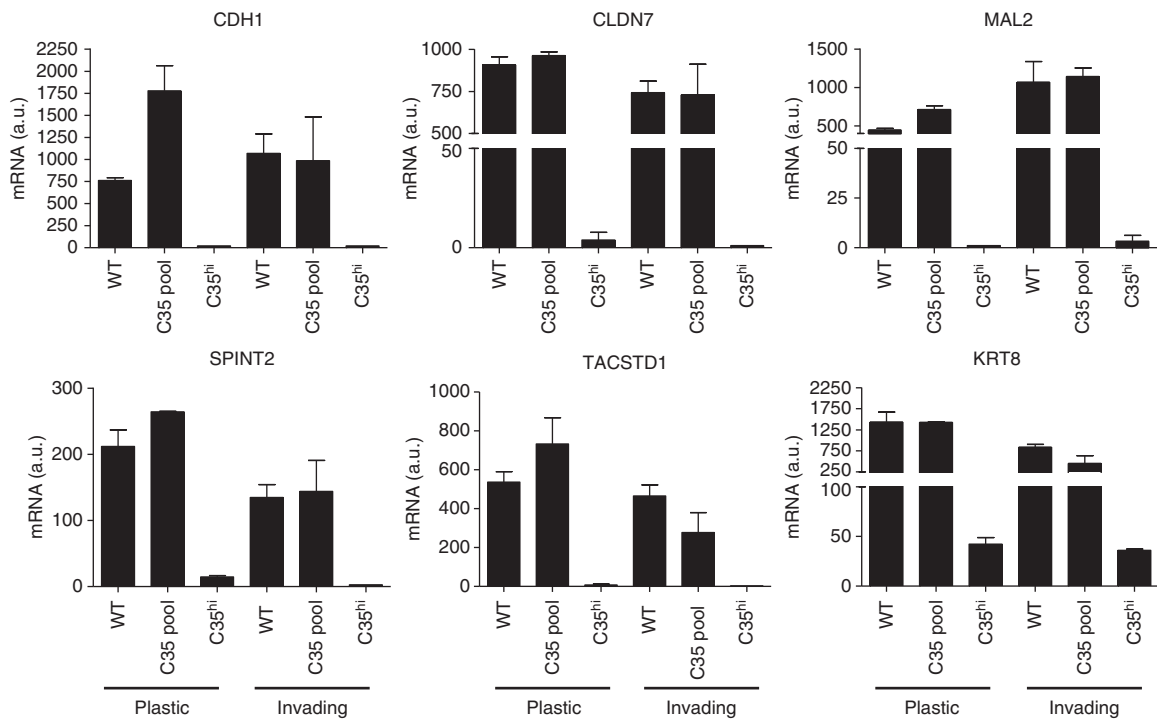 CDH1
mRNA (a.u.)
2250
2000
1750
1500
1250
1000
750
500
250
0
WT
C35 pool
C35hi
WT
C35 pool
C35hi
CLDN7
mRNA (a.u.)
1000
750
500
50
0
WT
C35 pool
C35hi
WT
C35 pool
C35hi
MAL2
mRNA (a.u.)
1500
1000
500
50
25
0
WT
C35 pool
C35hi
WT
C35 pool
C35hi
SPINT2
mRNA (a.u.)
300
200
100
0
WT
C35 pool
C35hi
WT
C35 pool
C35hi
Plastic
Invading
TACSTD1
mRNA (a.u.)
1000
800
600
400
200
0
WT
C35 pool
C35hi
WT
C35 pool
C35hi
Plastic
Invading
KRT8
mRNA (a.u.)
2250
1750
1250
750
250
100
50
0
WT
C35 pool
C35hi
WT
C35 pool
C35hi
Plastic
Invading